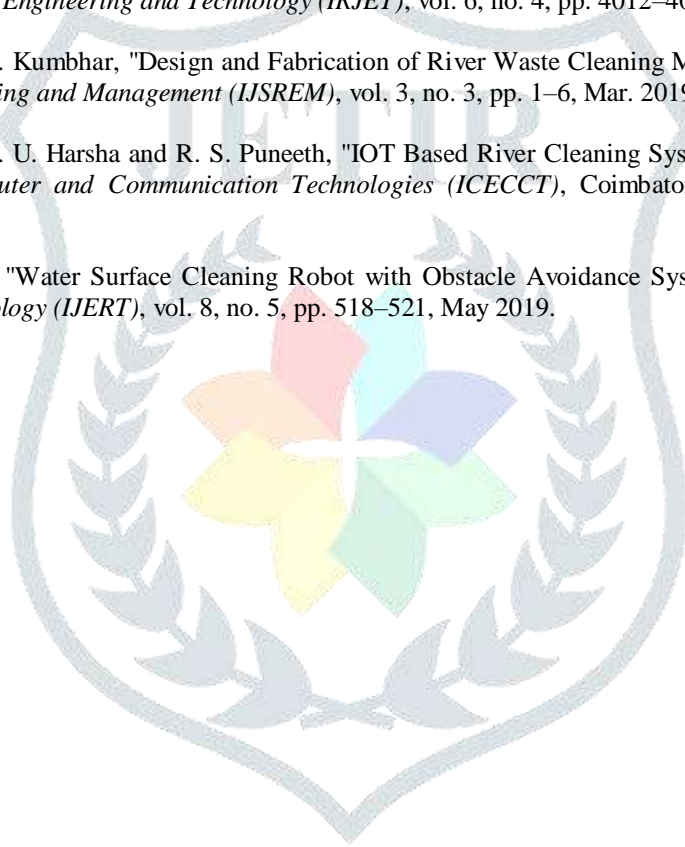 Engineering and Technology (IRJET), vol. 6, no. 4, pp. 4012–40
. Kumbhar, "Design and Fabrication of River Waste Cleaning M
ing and Management (IJSREM), vol. 3, no. 3, pp. 1–6, Mar. 2019
JETIR
. U. Harsha and R. S. Puneeth, "IOT Based River Cleaning Sys
uter and Communication Technologies (ICECCT), Coimbato
"Water Surface Cleaning Robot with Obstacle Avoidance Sys
logy (IJERT), vol. 8, no. 5, pp. 518–521, May 2019.